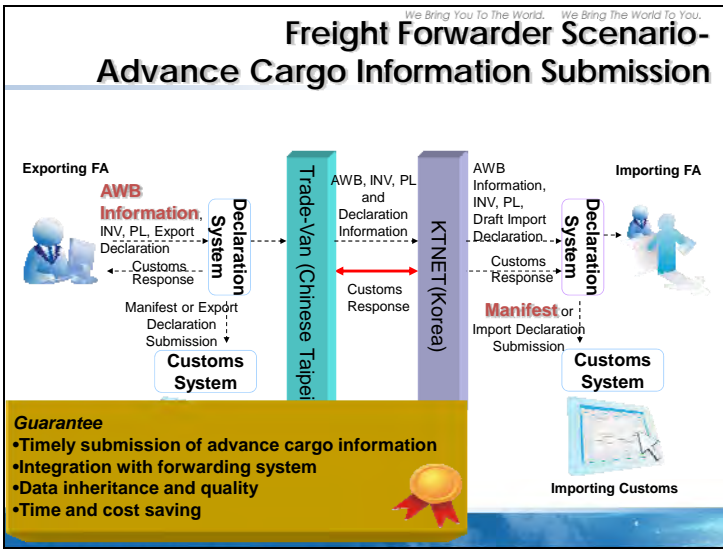 We Bring You To The World. We Bring The World To You.
Freight Forwarder Scenario-
Advance Cargo Information Submission
Exporting FA
AWB
Information,
INV, PL, Export
Declaration
Customs
Response
Declaration
System
Manifest or Export
Declaration
Submission
Customs
System
Trade-Van (Chinese Taipei
AWB, INV, PL
and
Declaration
Information
Customs
Response
KTNET(Korea)
AWB
Information,
INV, PL,
Draft Import
Declaration
Customs
Response
Declaration
System
Importing FA
Manifest or
Import Declaration
Submission
Customs
System
Importing Customs
Guarantee
•Timely submission of advance cargo information
•Integration with forwarding system
•Data inheritance and quality
•Time and cost saving